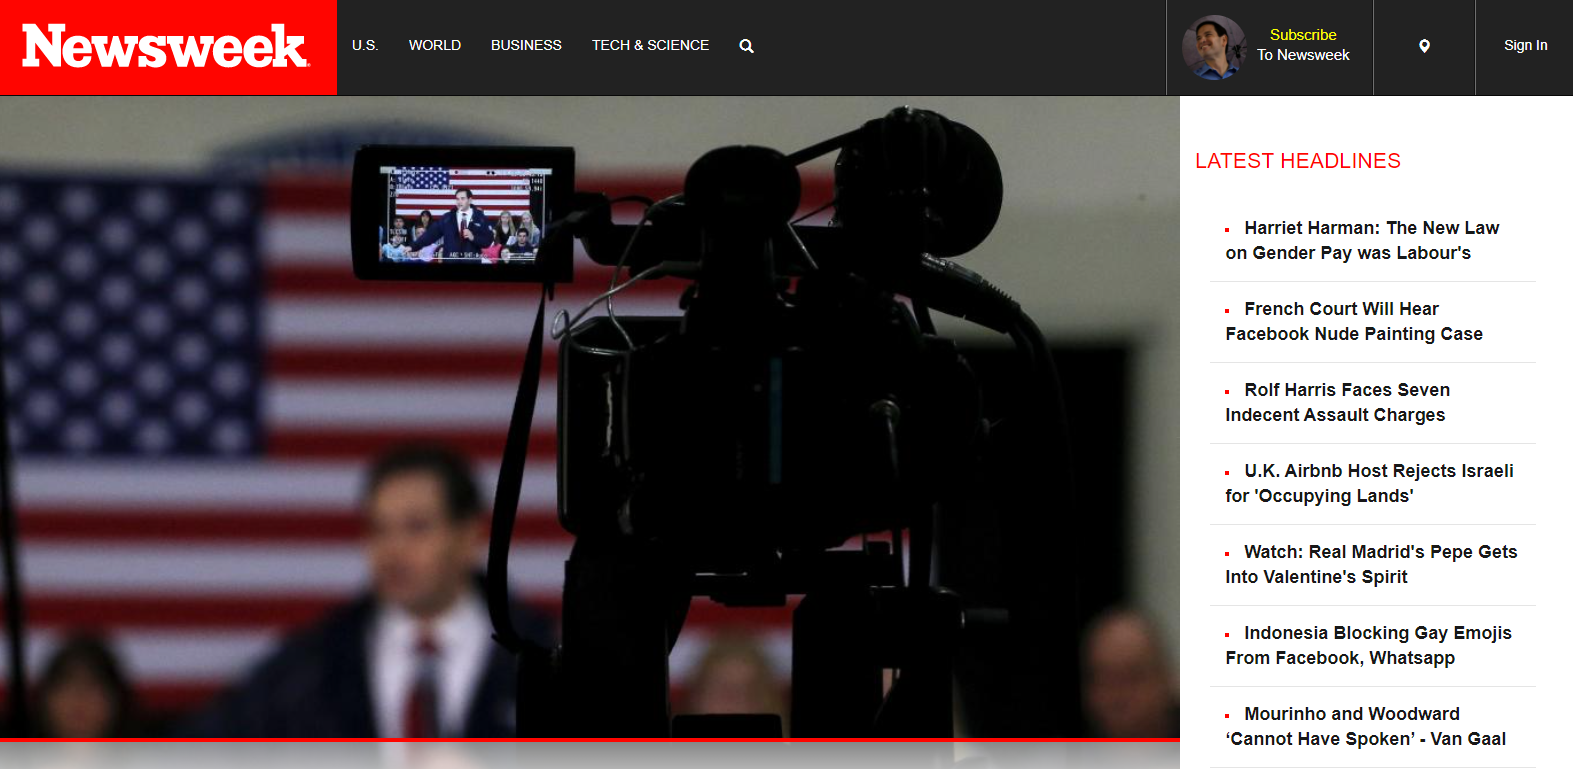 Newsweek
U.S.
WORLD
BUSINESS
TECH & SCIENCE
Subscribe
To Newsweek
Sign In
LATEST HEADLINES
Harriet Harman: The New Law
on Gender Pay was Labour's
French Court Will Hear
Facebook Nude Painting Case
Rolf Harris Faces Seven
Indecent Assault Charges
U.K. Airbnb Host Rejects Israeli
for 'Occupying Lands'
Watch: Real Madrid's Pepe Gets
Into Valentine's Spirit
Indonesia Blocking Gay Emojis
From Facebook, Whatsapp
Mourinho and Woodward
‘Cannot Have Spoken’ - Van Gaal